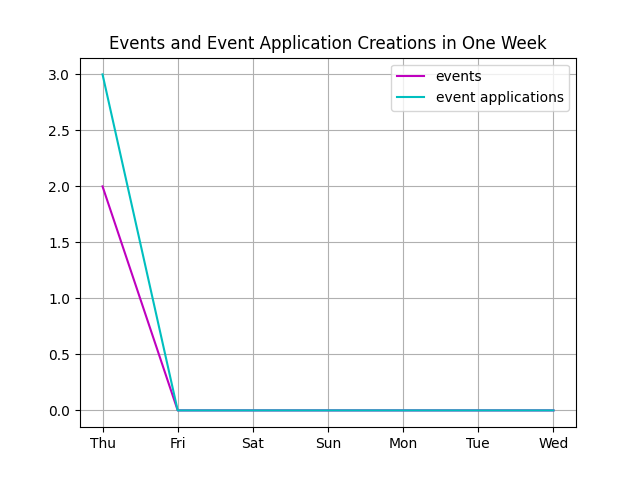 Events and Event Application Creations in One Week
events
event applications
3.0
2.5
2.0
1.5
1.0
0.5
0.0
Thu Fri Sat Sun Mon Tue Wed